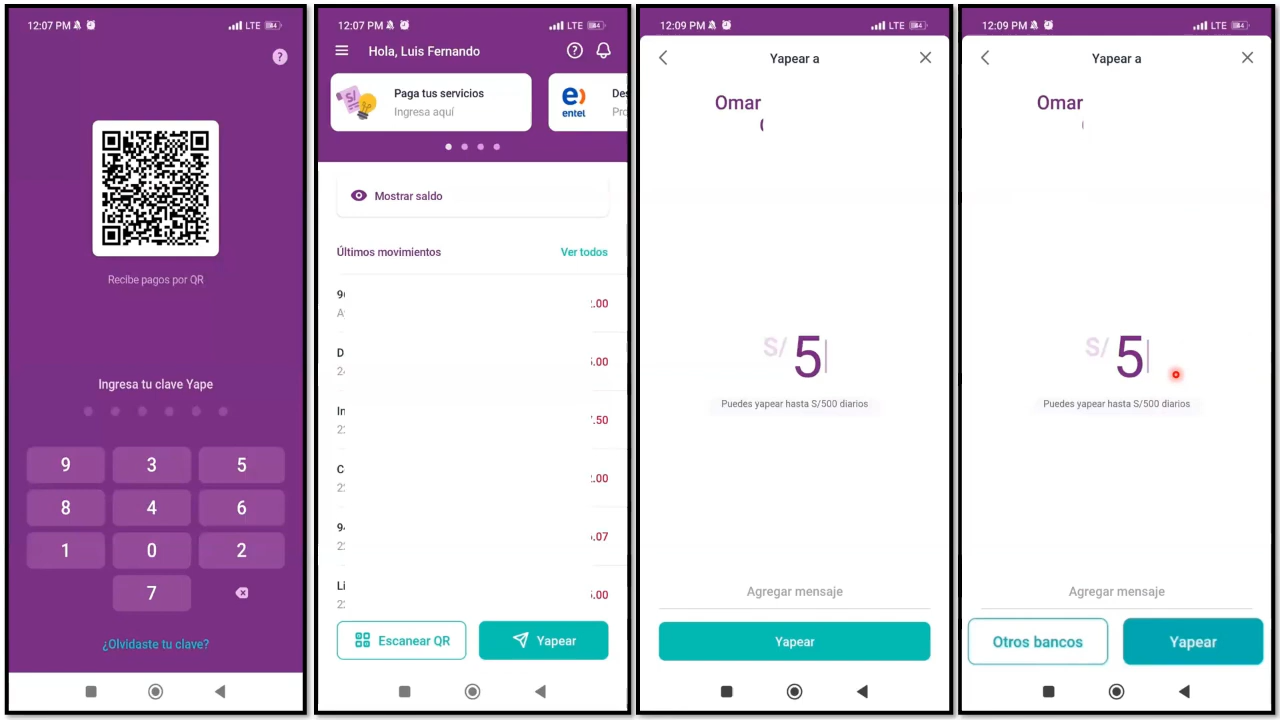 12:07 PM
LTE
84
?
Recibe pagos por QR
Ingresa tu clave Yape
9 3 5
8 4 6
1 0 2
7
¿Olvidaste tu clave?
12:07 PM
LTE
84
Hola, Luis Fernando
?
S/
Paga tus servicios
Ingresa aquí
entel
Mostrar saldo
Últimos movimientos
Ver todos
.00
.00
.50
.00
.07
.00
Escanear QR
Yapear
12:09 PM
LTE
84
Yapear a
Omar
S/ 5
Puedes yapear hasta S/500 diarios
Agregar mensaje
Yapear
12:09 PM
LTE
84
Yapear a
Omar
S/ 5
Puedes yapear hasta S/500 diarios
Agregar mensaje
Otros bancos
Yapear